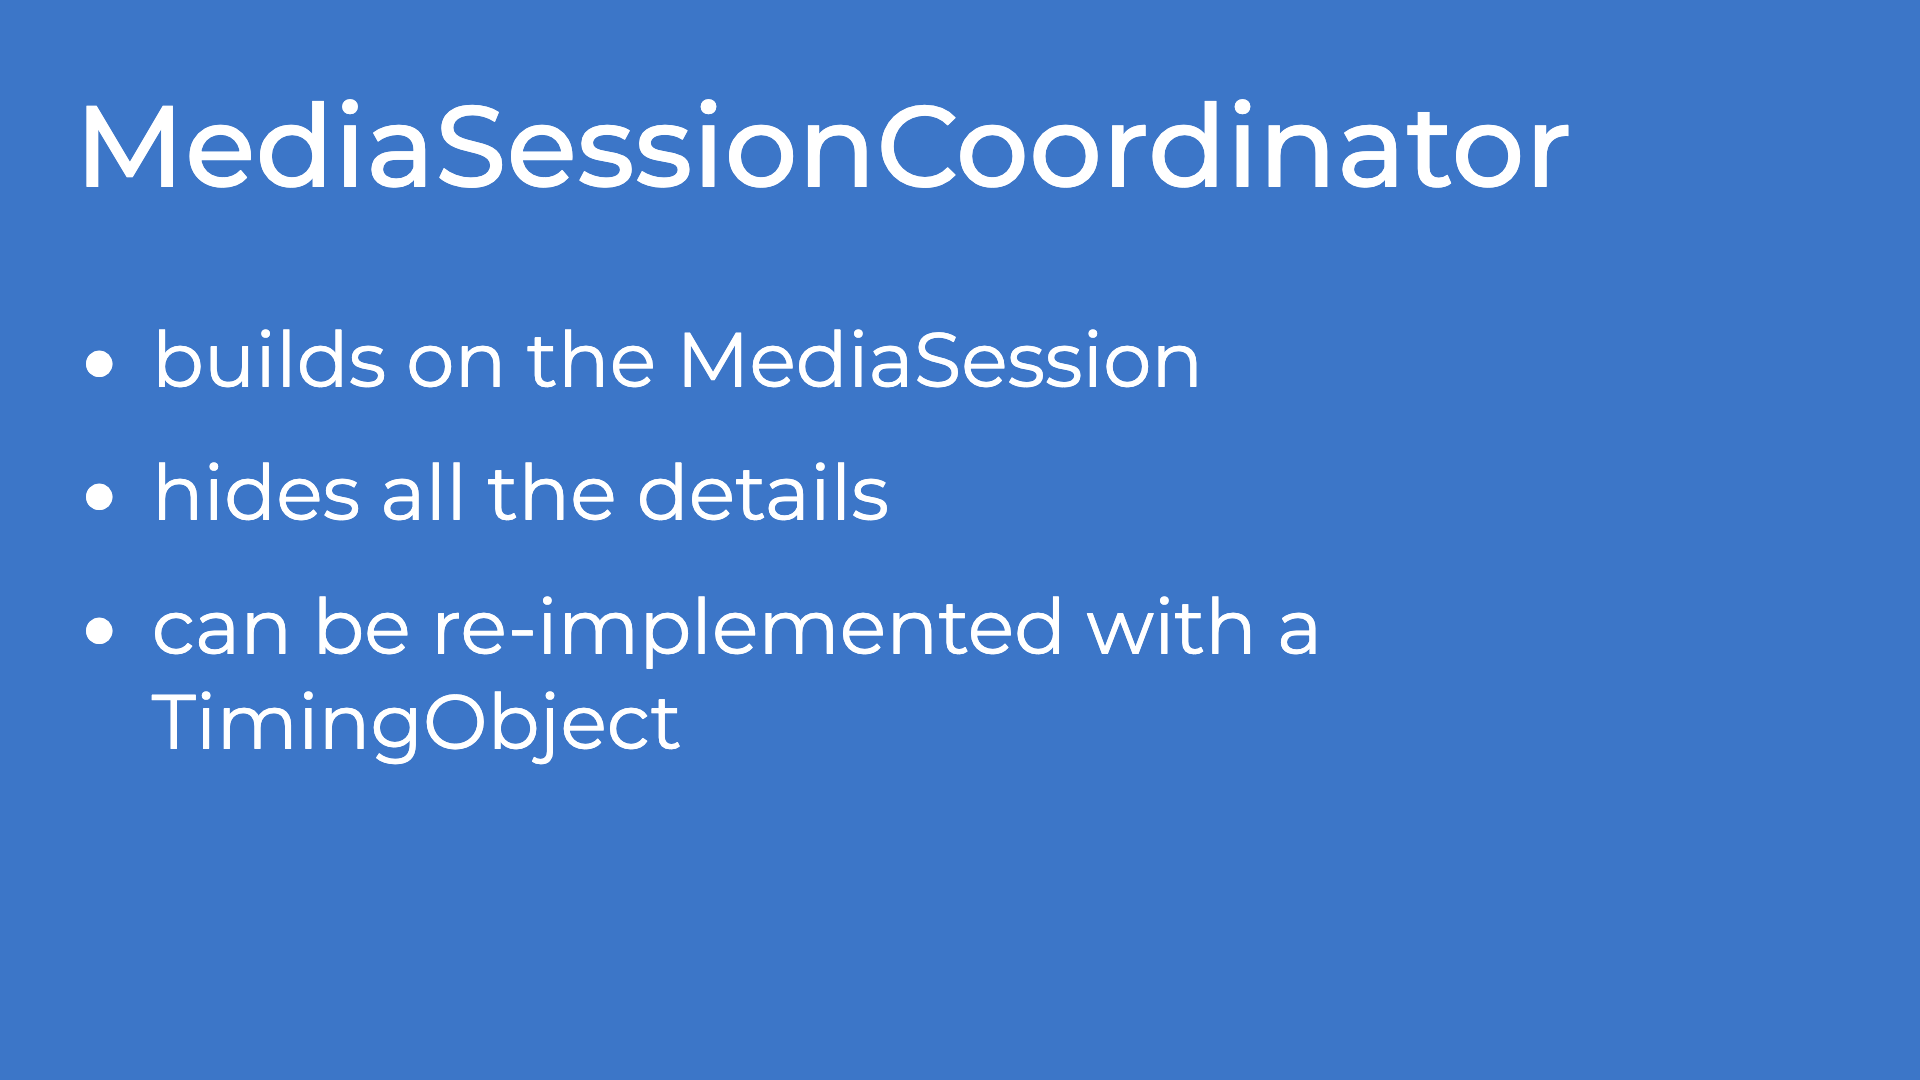 MediaSessionCoordinator
• builds on the MediaSession
• hides all the details
• can be re-implemented with a
TimingObject